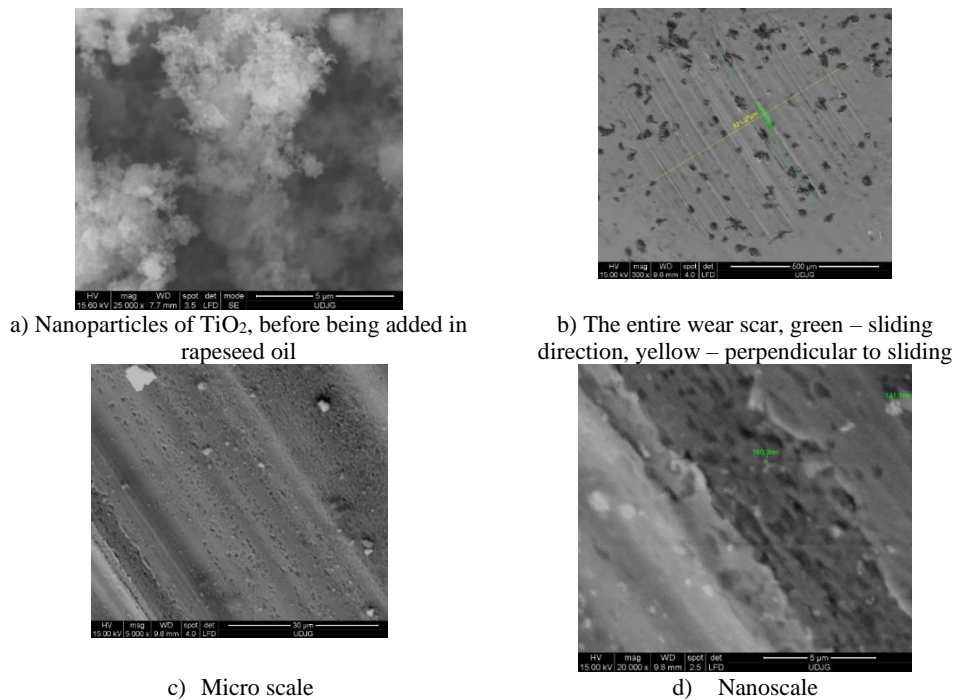 HV mag WD spot det mode 5 µm
15.60 kV 25 000 x 7.7 mm 3.5 LFD SE UDJG
a) Nanoparticles of TiO2, before being added in
rapeseed oil
HV mag WD spot det 500 µm
15.00 kV 300 x 9.6 mm 4.0 LFD UDJG
b) The entire wear scar, green – sliding
direction, yellow – perpendicular to sliding
HV mag WD spot det 30 µm
15.00 kV 5 000 x 9.8 mm 4.0 LFD UDJG
c) Micro scale
HV mag WD spot det 5 µm
15.00 kV 20 000 x 9.8 mm 2.5 LFD UDJG
d) Nanoscale